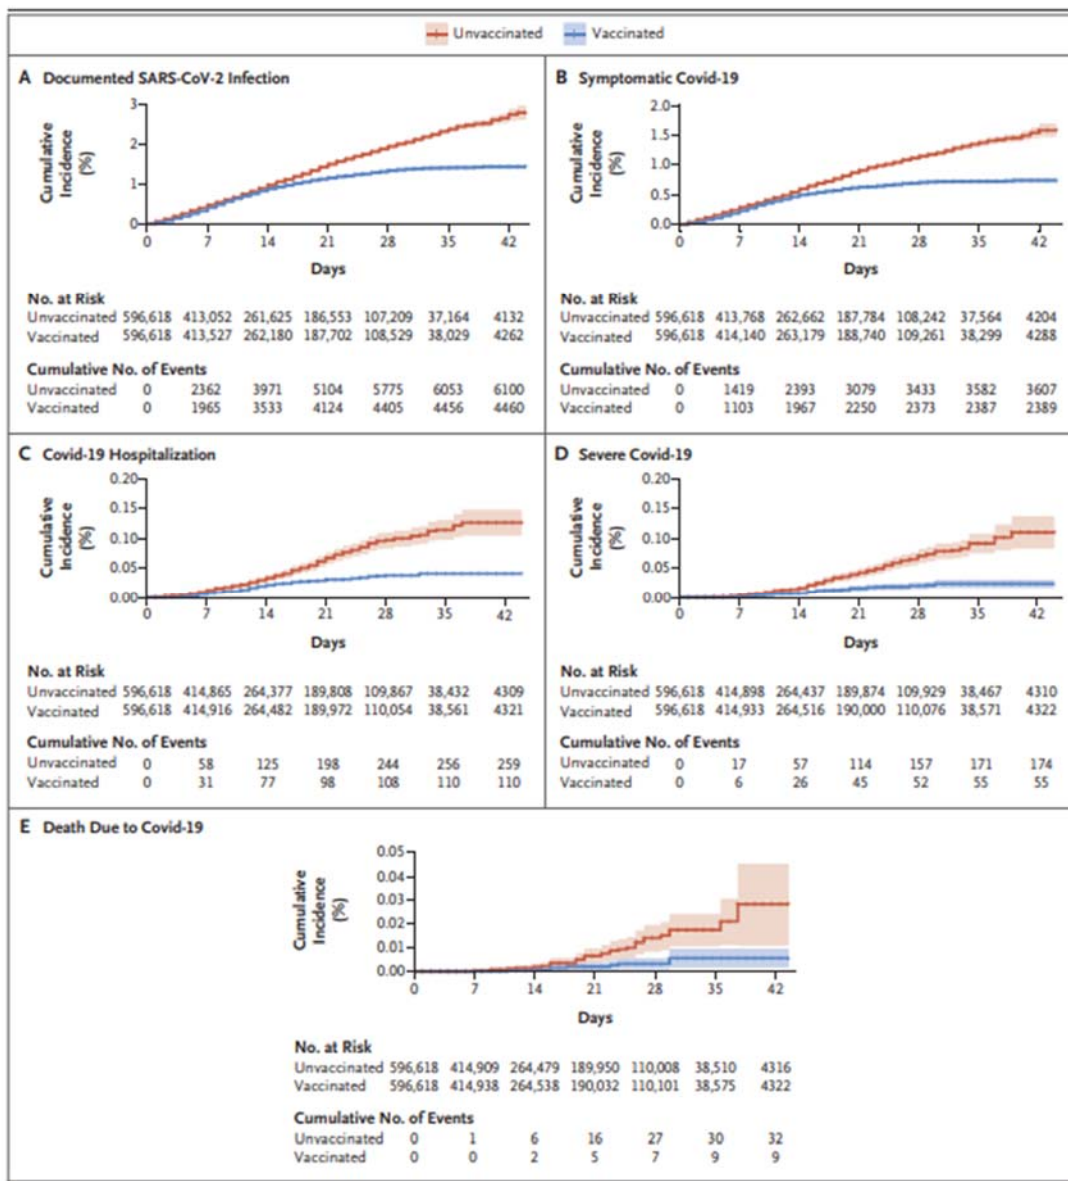 Unvaccinated Vaccinated
A Documented SARS-CoV-2 Infection
Cumulative Incidence (%)
3
2
1
0
0 7 14 21 28 35 42
Days
No. at Risk
Unvaccinated 596,618 413,052 261,625 186,553 107,209 37,164 4132
Vaccinated 596,618 413,527 262,180 187,702 108,529 38,029 4262
Cumulative No. of Events
Unvaccinated 0 2362 3971 5104 5775 6053 6100
Vaccinated 0 1965 3533 4124 4405 4456 4460
B Symptomatic Covid-19
Cumulative Incidence (%)
2.0
1.5
1.0
0.5
0.0
0 7 14 21 28 35 42
Days
No. at Risk
Unvaccinated 596,618 413,768 262,662 187,784 108,242 37,564 4204
Vaccinated 596,618 414,140 263,179 188,740 109,261 38,299 4288
Cumulative No. of Events
Unvaccinated 0 1419 2393 3079 3433 3582 3607
Vaccinated 0 1103 1967 2250 2373 2387 2389
C Covid-19 Hospitalization
Cumulative Incidence (%)
0.20
0.15
0.10
0.05
0.00
0 7 14 21 28 35 42
Days
No. at Risk
Unvaccinated 596,618 414,865 264,377 189,808 109,867 38,432 4309
Vaccinated 596,618 414,916 264,482 189,972 110,054 38,561 4321
Cumulative No. of Events
Unvaccinated 0 58 125 198 244 256 259
Vaccinated 0 31 77 98 108 110 110
D Severe Covid-19
Cumulative Incidence (%)
0.20
0.15
0.10
0.05
0.00
0 7 14 21 28 35 42
Days
No. at Risk
Unvaccinated 596,618 414,898 264,437 189,874 109,929 38,467 4310
Vaccinated 596,618 414,933 264,516 190,000 110,076 38,571 4322
Cumulative No. of Events
Unvaccinated 0 17 57 114 157 171 174
Vaccinated 0 6 26 45 52 55 55
E Death Due to Covid-19
Cumulative Incidence (%)
0.05
0.04
0.03
0.02
0.01
0.00
0 7 14 21 28 35 42
Days
No. at Risk
Unvaccinated 596,618 414,909 264,479 189,950 110,008 38,510 4316
Vaccinated 596,618 414,938 264,538 190,032 110,101 38,575 4322
Cumulative No. of Events
Unvaccinated 0 1 6 16 27 30 32
Vaccinated 0 0 2 5 7 9 9